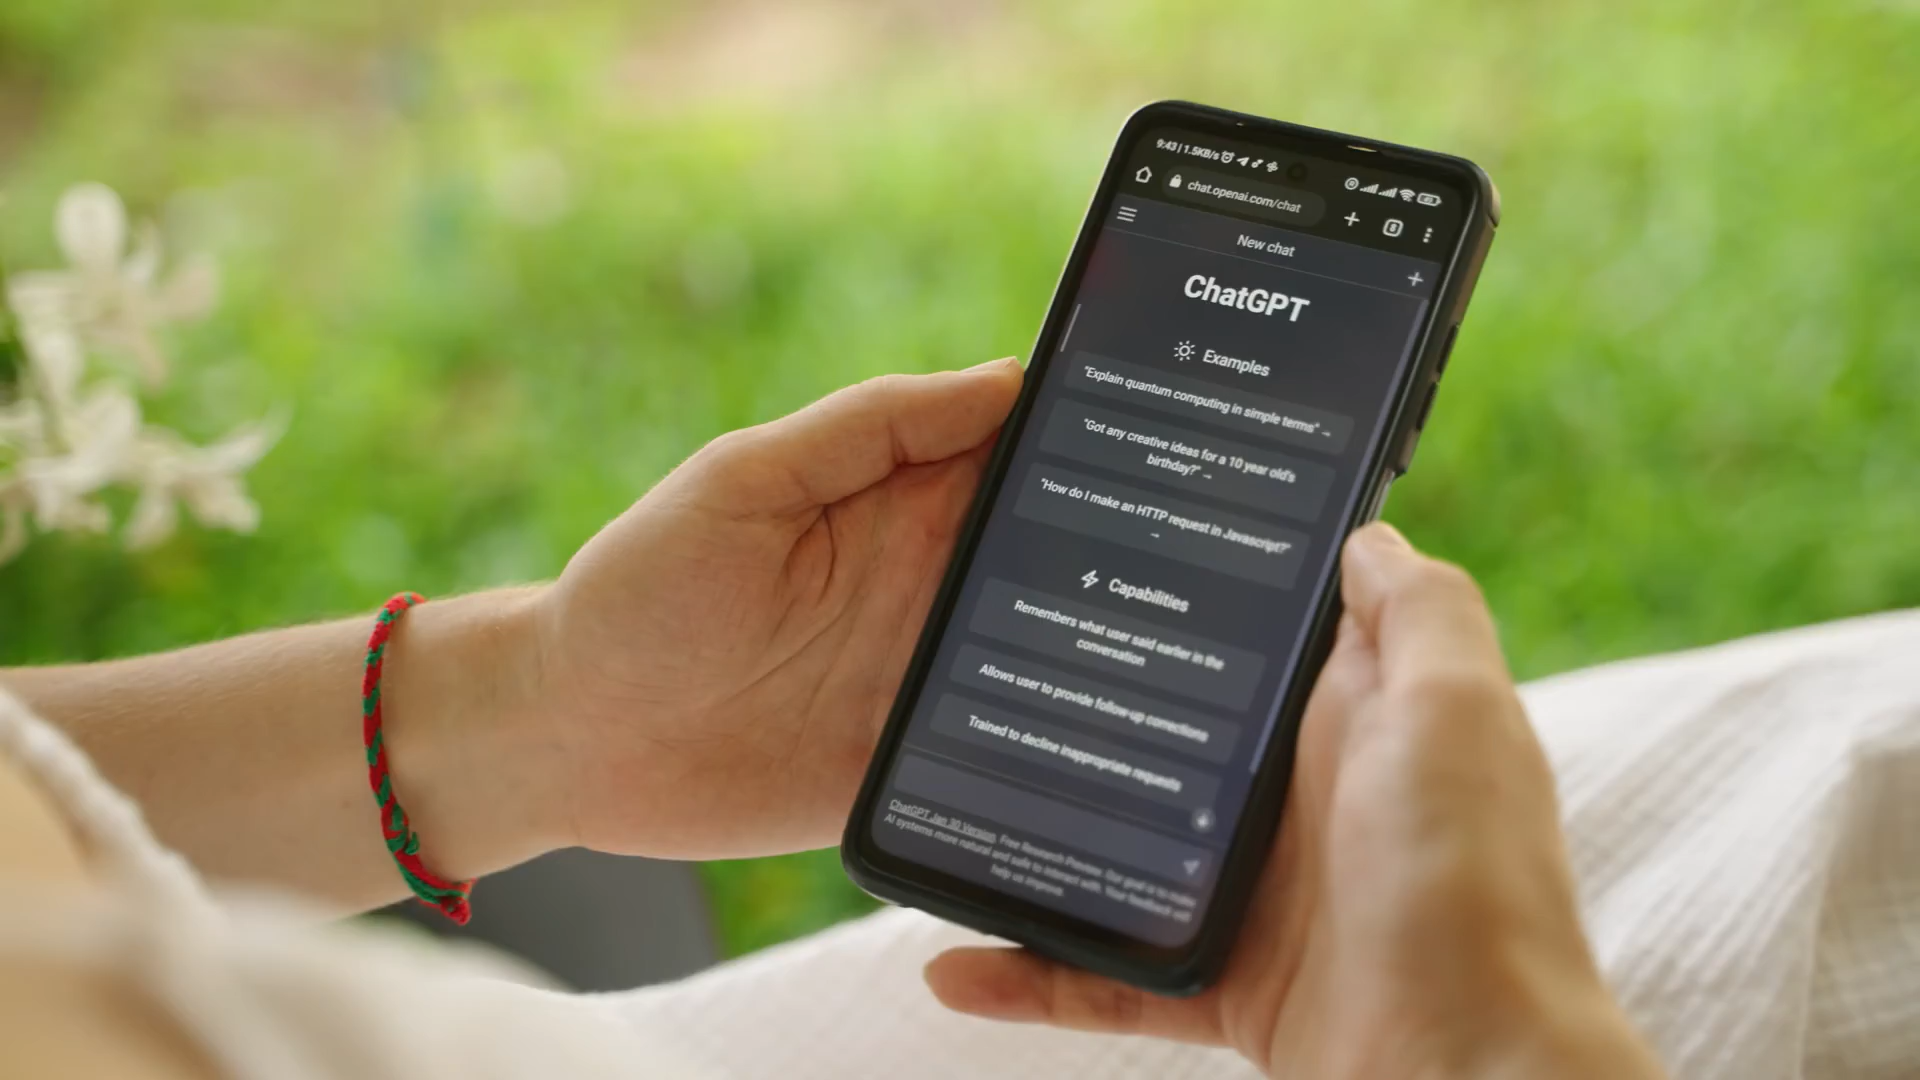 9:43 | 1.5KB/s
chat.openai.com/chat
8
New chat
ChatGPT
Examples
"Explain quantum computing in simple terms" →
"Got any creative ideas for a 10 year old's
birthday?" →
"How do I make an HTTP request in Javascript?"
→
Capabilities
Remembers what user said earlier in the
conversation
Allows user to provide follow-up corrections
Trained to decline inappropriate requests
ChatGPT Jan 30 Version. Free Research Preview. Our goal is to make
AI systems more natural and safe to interact with. Your feedback will
help us improve.